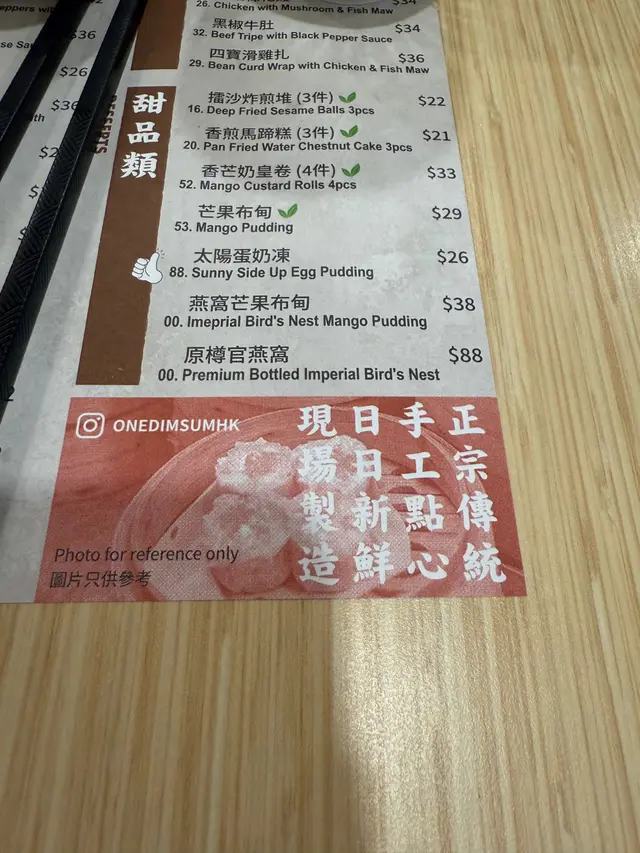 26. Chicken with Mushroom & Fish Maw $34
黑椒牛肚
32. Beef Tripe with Black Pepper Sauce $34
四寶滑雞扎
29. Bean Curd Wrap with Chicken & Fish Maw $36
甜品類
DESSERTS
擂沙炸煎堆 (3件)
16. Deep Fried Sesame Balls 3pcs $22
香煎馬蹄糕 (3件)
20. Pan Fried Water Chestnut Cake 3pcs $21
香芒奶皇卷 (4件)
52. Mango Custard Rolls 4pcs $33
芒果布甸
53. Mango Pudding $29
太陽蛋奶凍
88. Sunny Side Up Egg Pudding $26
燕窩芒果布甸
00. Imeprial Bird's Nest Mango Pudding $38
原樽官燕窩
00. Premium Bottled Imperial Bird's Nest $88
$36
$26
$36
ONEDIMSUMHK
正宗傳統
手工點心
日日新鮮
現場製造
Photo for reference only
圖片只供參考